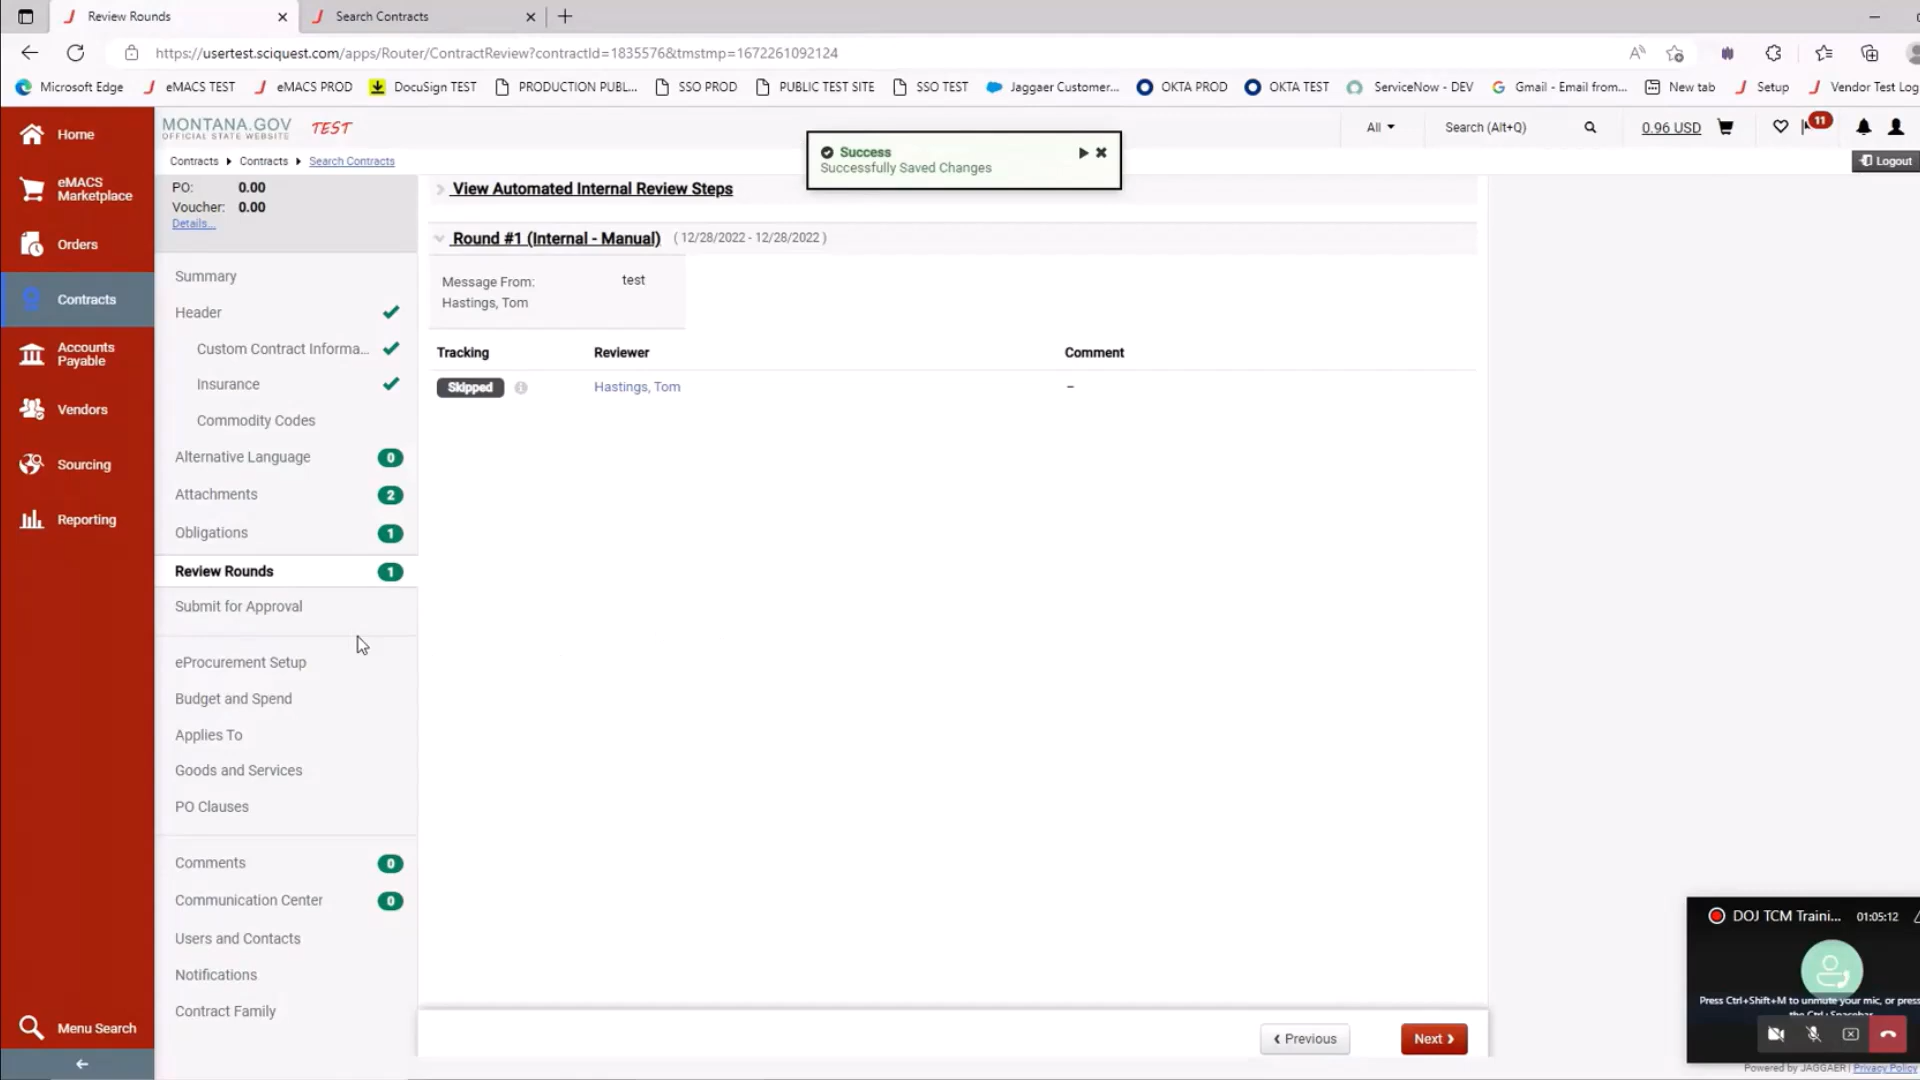 Review Rounds
Search Contracts
https://usertest.sciquest.com/apps/Router/ContractReview?contractId=1835576&tmstmp=1672261092124
Microsoft Edge
eMACS TEST
eMACS PROD
DocuSign TEST
PRODUCTION PUBL...
SSO PROD
PUBLIC TEST SITE
SSO TEST
Jaggaer Customer...
OKTA PROD
OKTA TEST
ServiceNow - DEV
Gmail - Email from...
New tab
Setup
Vendor Test Log
Home
MONTANA.GOV
OFFICIAL STATE WEBSITE
TEST
All
Search (Alt+Q)
0.96 USD
11
Contracts
Contracts
Search Contracts
Logout
Success
Successfully Saved Changes
eMACS
Marketplace
Orders
Contracts
Accounts
Payable
Vendors
Sourcing
Reporting
Menu Search
PO: 0.00
Voucher: 0.00
Details...
Summary
Header
Custom Contract Informa...
Insurance
Commodity Codes
Alternative Language 0
Attachments 2
Obligations 1
Review Rounds 1
Submit for Approval
eProcurement Setup
Budget and Spend
Applies To
Goods and Services
PO Clauses
Comments 0
Communication Center 0
Users and Contacts
Notifications
Contract Family
View Automated Internal Review Steps
Round #1 (Internal - Manual) ( 12/28/2022 - 12/28/2022 )
Message From: test
Hastings, Tom
Tracking Reviewer Comment
Skipped Hastings, Tom –
Previous
Next
DOJ TCM Traini... 01:05:12
Press Ctrl+Shift+M to unmute your mic, or press
Powered by JAGGAER | Privacy Policy